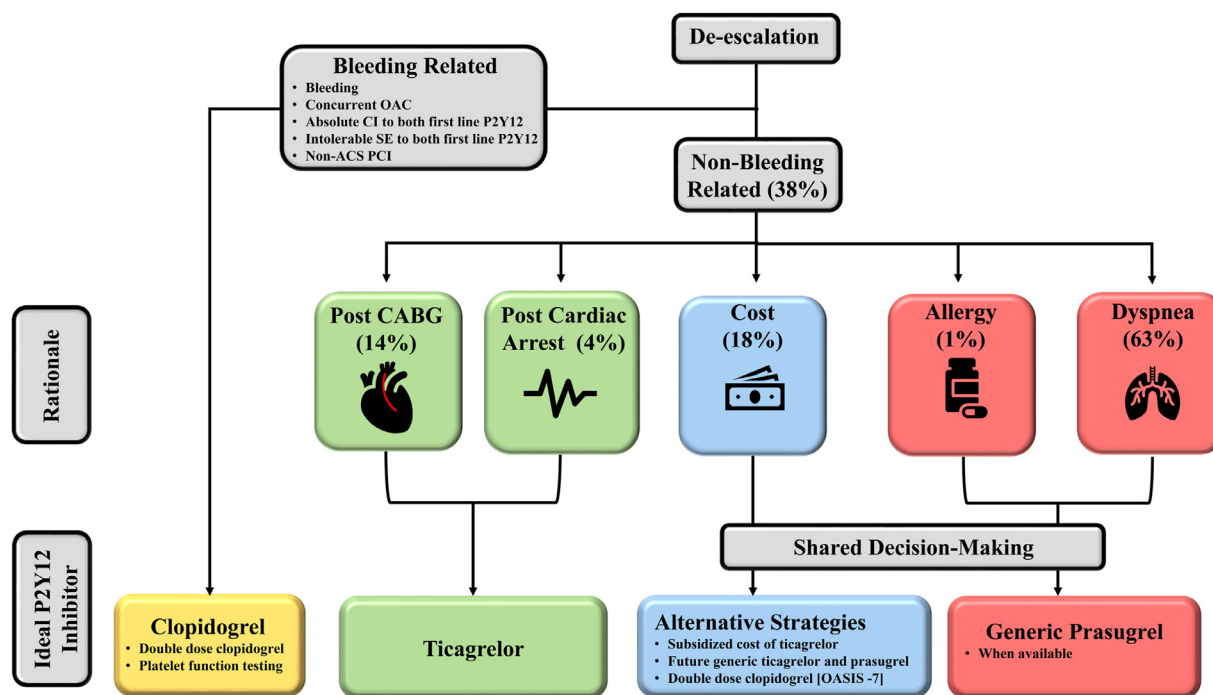 De-escalation
Bleeding Related
• Bleeding
• Concurrent OAC
• Absolute CI to both first line P2Y12
• Intolerable SE to both first line P2Y12
• Non-ACS PCI
Non-Bleeding
Related (38%)
Rationale
Post CABG
(14%)
Post Cardiac
Arrest (4%)
Cost
(18%)
Allergy
(1%)
Dyspnea
(63%)
Shared Decision-Making
Ideal P2Y12
Inhibitor
Clopidogrel
• Double dose clopidogrel
• Platelet function testing
Ticagrelor
Alternative Strategies
• Subsidized cost of ticagrelor
• Future generic ticagrelor and prasugrel
• Double dose clopidogrel [OASIS -7]
Generic Prasugrel
• When available